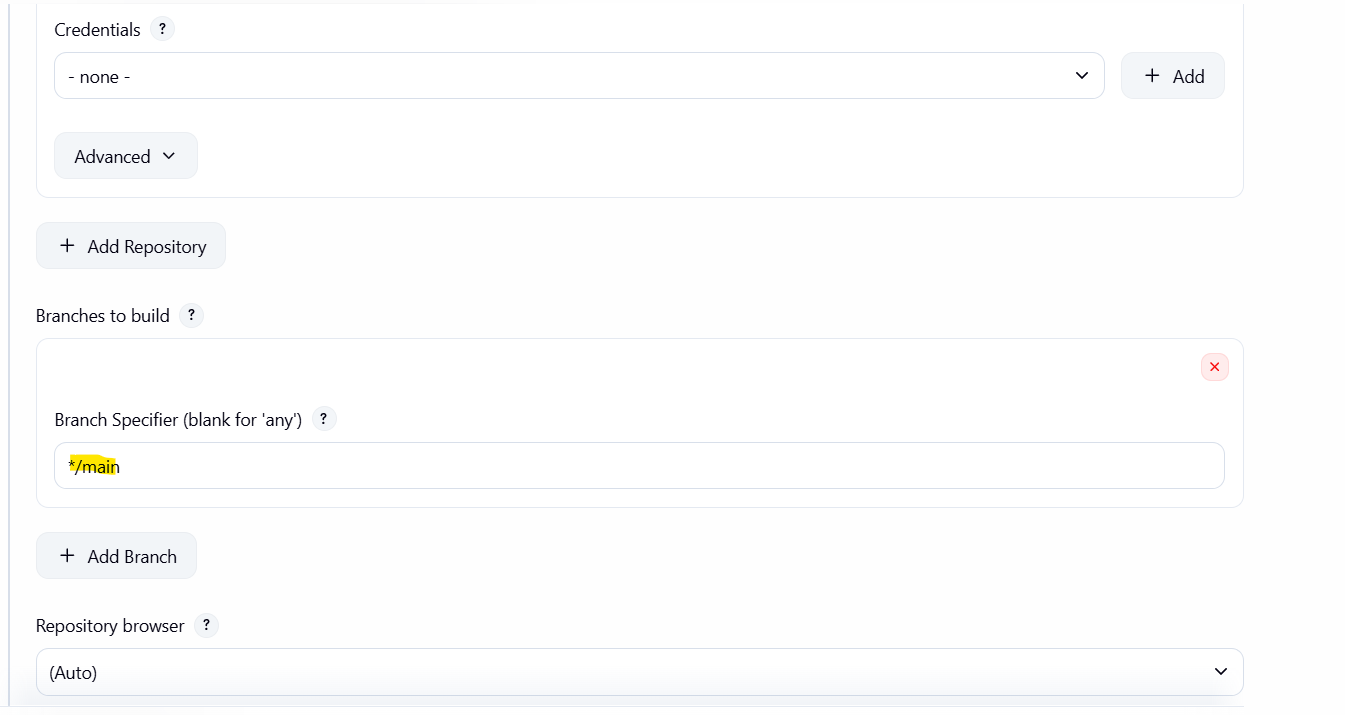 Credentials ?
- none -
+ Add
Advanced
+ Add Repository
Branches to build ?
Branch Specifier (blank for 'any') ?
*/main
+ Add Branch
Repository browser ?
(Auto)